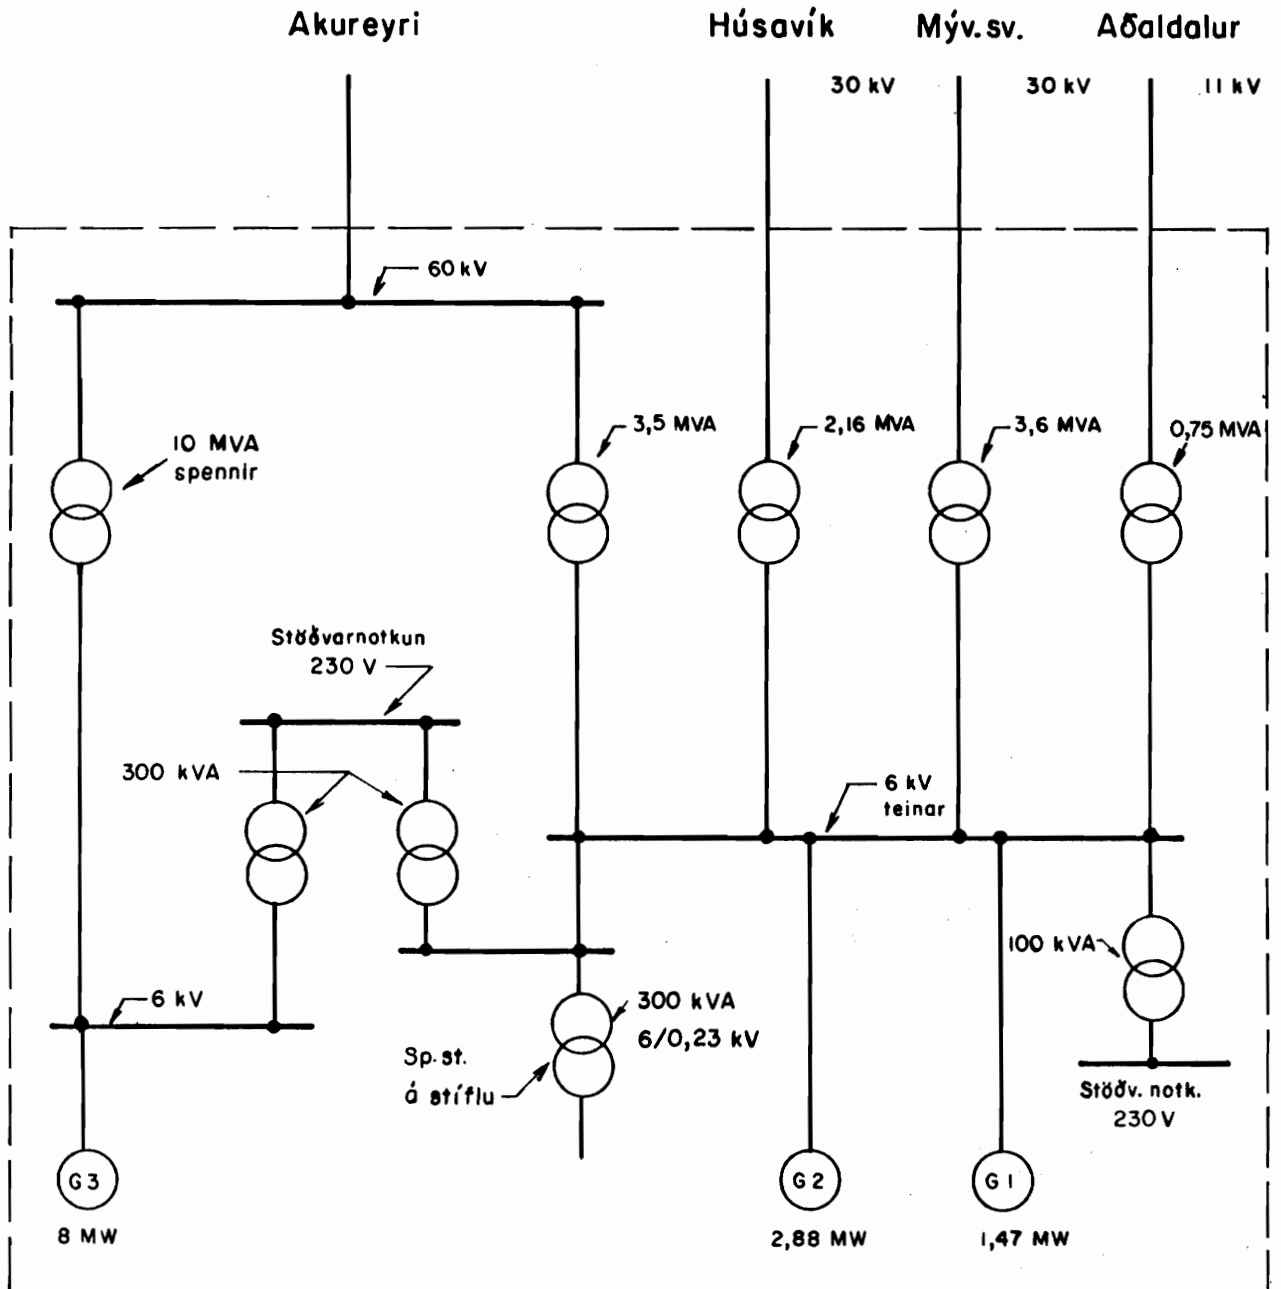 Akureyri
Húsavík
Mýv. sv.
Aðaldalur
30 kV
30 kV
11 kV
60 kV
10 MVA
spennir
3,5 MVA
2,16 MVA
3,6 MVA
0,75 MVA
Stöðvarnotkun
230 V
300 kVA
6 kV
teinar
100 kVA
6 kV
300 kVA
6/0,23 kV
Sp. st.
á stíflu
Stöðv. notk.
230 V
G3
G2
G1
8 MW
2,88 MW
1,47 MW